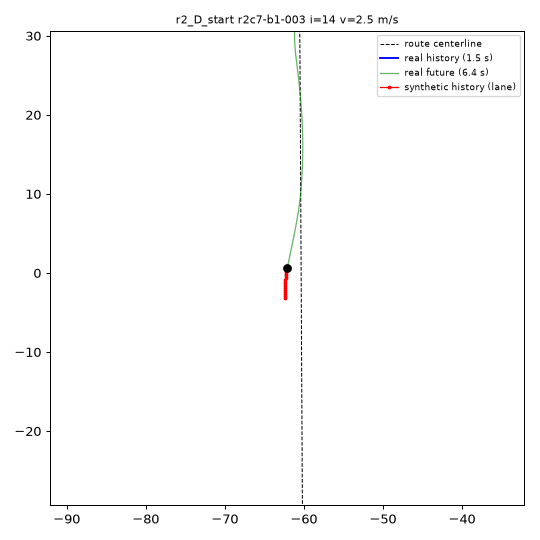 r2_D_start r2c7-b1-003 i=14 v=2.5 m/s
route centerline
real history (1.5 s)
real future (6.4 s)
synthetic history (lane)
30
20
10
0
−10
−20
−90
−80
−70
−60
−50
−40